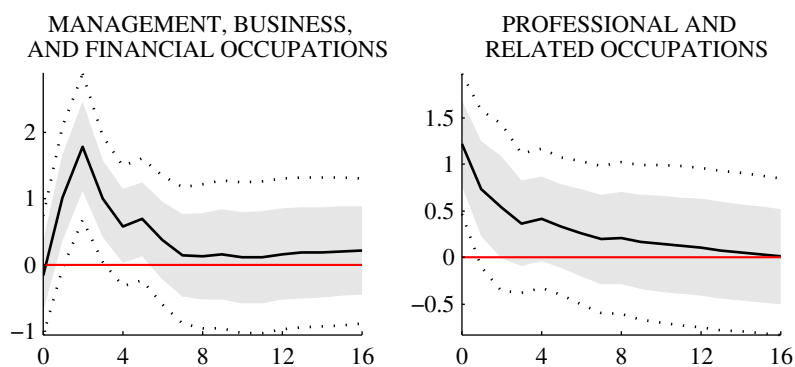 MANAGEMENT, BUSINESS,
AND FINANCIAL OCCUPATIONS
2
1
0
−1
0 4 8 12 16
PROFESSIONAL AND
RELATED OCCUPATIONS
1.5
1
0.5
0
−0.5
0 4 8 12 16